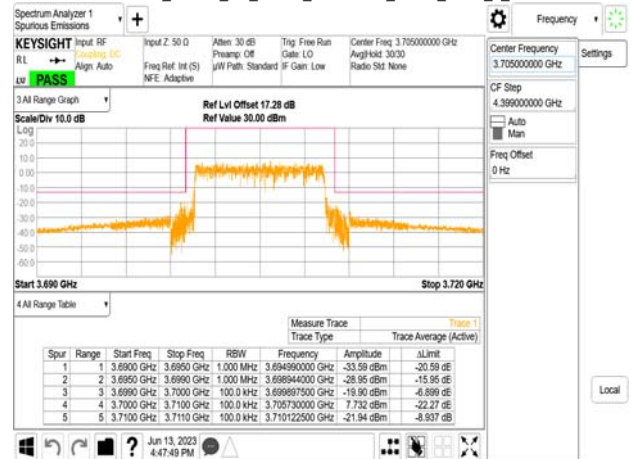 Spectrum Analyzer 1
Spurious Emissions
+
Frequency
KEYSIGHT
Input: RF
Coupling: DC
Align: Auto
Input Z: 50 Ω
Freq Ref: Int (S)
NFE: Adaptive
Atten: 30 dB
Preamp: Off
µW Path: Standard
Trig: Free Run
Gate: LO
IF Gain: Low
Center Freq: 3.705000000 GHz
Avg|Hold: 30/30
Radio Std: None
RL
LU PASS
Center Frequency
3.705000000 GHz
Settings
CF Step
4.399000000 GHz
Auto
Man
Freq Offset
0 Hz
Local
3 All Range Graph
Scale/Div 10.0 dB
Ref Lvl Offset 17.28 dB
Ref Value 30.00 dBm
Log
20.0
10.0
0.00
-10.0
-20.0
-30.0
-40.0
-50.0
-60.0
Start 3.690 GHz
Stop 3.720 GHz
4 All Range Table
Measure Trace Trace 1
Trace Type Trace Average (Active)
Spur Range Start Freq Stop Freq RBW Frequency Amplitude ΔLimit
1 1 3.6900 GHz 3.6950 GHz 1.000 MHz 3.694990000 GHz -33.59 dBm -20.59 dB
2 2 3.6950 GHz 3.6990 GHz 1.000 MHz 3.698944000 GHz -28.95 dBm -15.95 dB
3 3 3.6990 GHz 3.7000 GHz 100.0 kHz 3.699897500 GHz -19.90 dBm -6.899 dB
4 4 3.7000 GHz 3.7100 GHz 100.0 kHz 3.705730000 GHz 7.732 dBm -22.27 dB
5 5 3.7100 GHz 3.7110 GHz 100.0 kHz 3.710122500 GHz -21.94 dBm -8.937 dB
?
Jun 13, 2023
4:47:49 PM